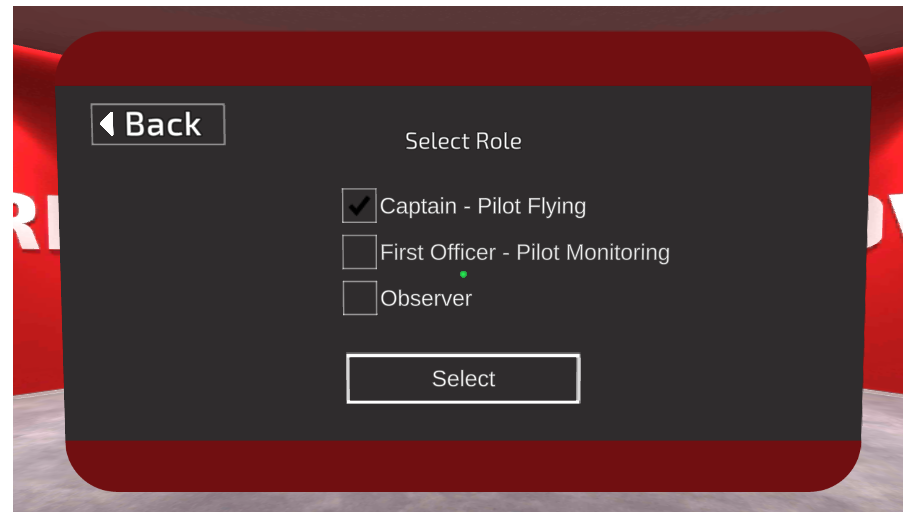 Back
Select Role
Captain - Pilot Flying
First Officer - Pilot Monitoring
Observer
Select